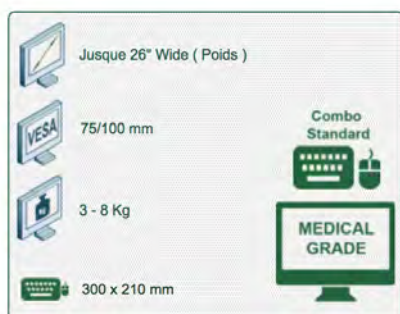 Jusque 26" Wide ( Poids )
VESA
75/100 mm
3 - 8 Kg
300 x 210 mm
Combo
Standard
MEDICAL
GRADE